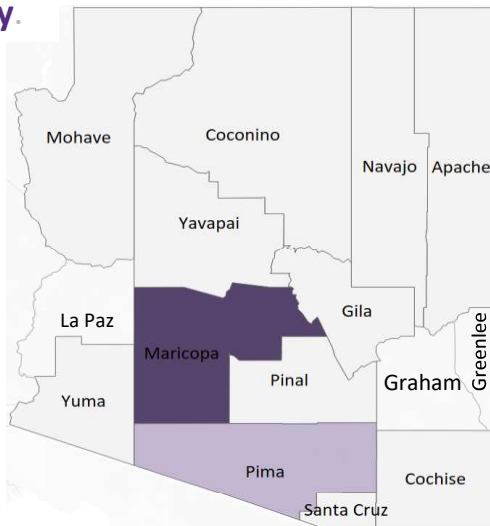 y.
Mohave
Coconino
Navajo
Apache
Yavapai
La Paz
Gila
Maricopa
Greenlee
Pinal
Graham
Yuma
Pima
Cochise
Santa Cruz